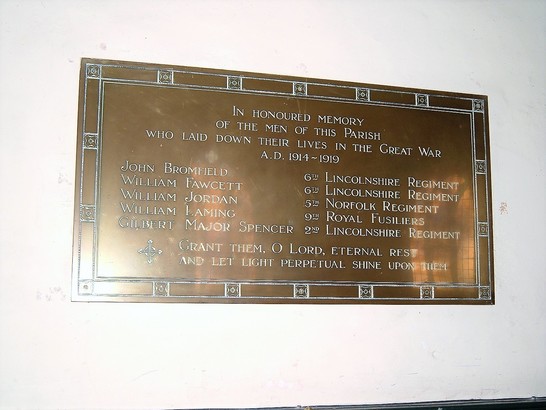 In honoured memory
of the men of this Parish
who laid down their lives in the Great War
A.D. 1914~1919
John Bromfield 6th Lincolnshire Regiment
William Fawcett 6th Lincolnshire Regiment
William Jordan 5th Norfolk Regiment
William Laming 9th Royal Fusiliers
Gilbert Major Spencer 2nd Lincolnshire Regiment
Grant them, O Lord, eternal rest
and let light perpetual shine upon them